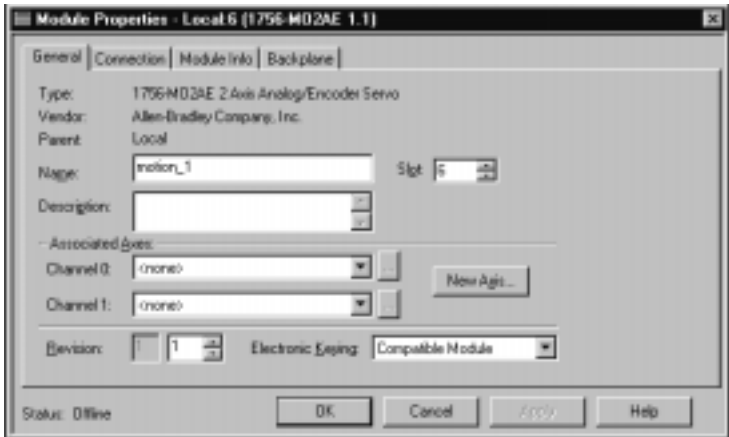 Module Properties - Local:6 (1756-M02AE 1.1)
General Connection Module Info Backplane
Type: 1756-M02AE 2 Axis Analog/Encoder Servo
Vendor: Allen-Bradley Company, Inc.
Parent: Local
Name: motion_1 Slot: 6
Description:
Associated Axes:
Channel 0: <none>
New Axis...
Channel 1: <none>
Revision: 1 1 Electronic Keying: Compatible Module
Status: Offline OK Cancel Apply Help